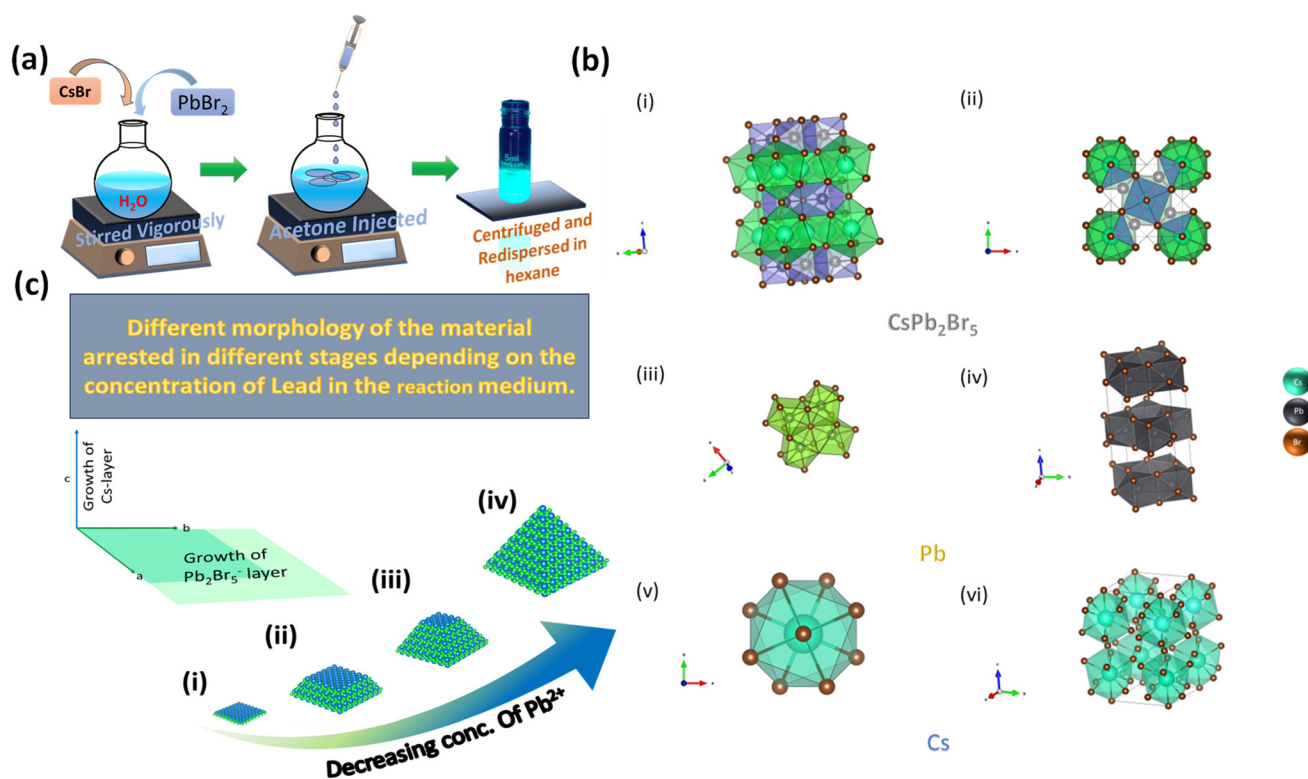 (a)
CsBr
PbBr₂
H₂O
Stirred Vigorously
Acetone Injected
5ml
Centrifuged and
Redispersed in
hexane
(b)
(i)
(ii)
CsPb₂Br₅
(iii)
(iv)
Pb
(v)
(vi)
Cs
Cs
Pb
Br
(c)
Different morphology of the material
arrested in different stages depending on the
concentration of Lead in the reaction medium.
c
Growth of
Cs-layer
b
a
Growth of
Pb₂Br₅⁻ layer
(i)
(ii)
(iii)
(iv)
Decreasing conc. Of Pb²⁺